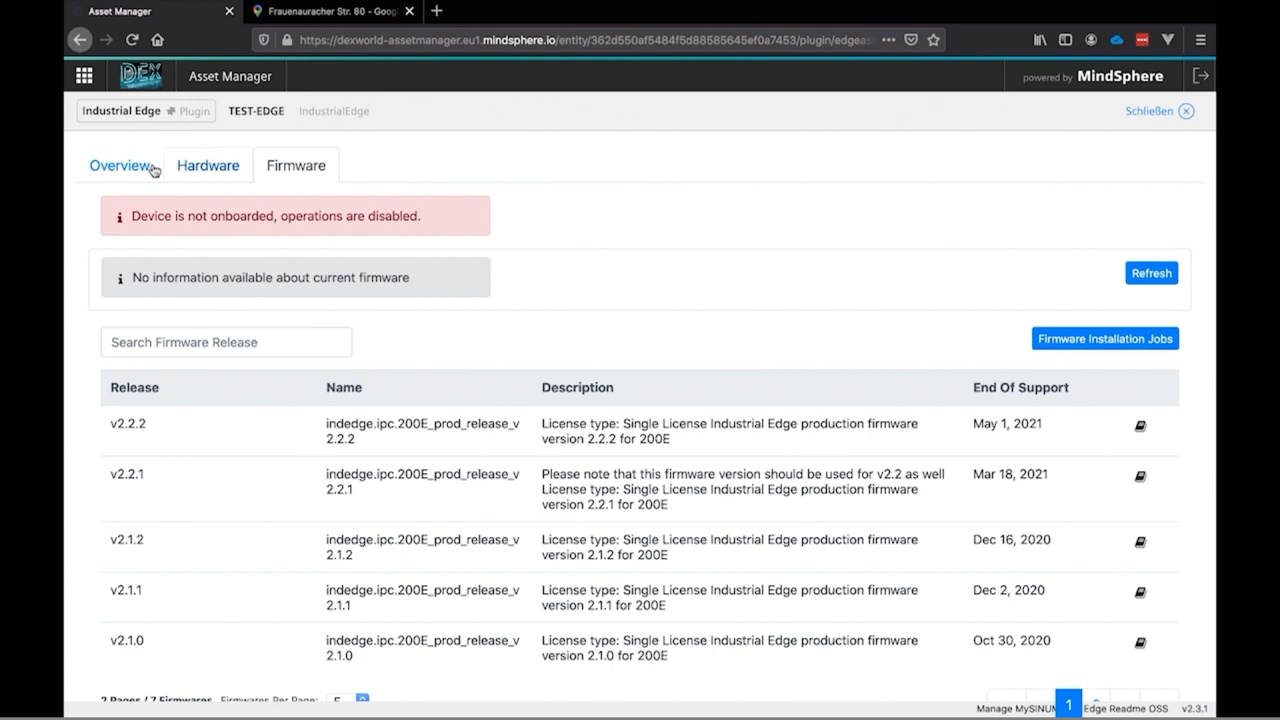 Asset Manager
Frauenauracher Str. 80 - Goog
https://dexworld-assetmanager.eu1.mindsphere.io/entity/362d550af5484f5d88585645ef0a7453/plugin/edgeas
DEX
Asset Manager
powered by MindSphere
Industrial Edge Plugin
TEST-EDGE
IndustrialEdge
Schließen
Overview
Hardware
Firmware
Device is not onboarded, operations are disabled.
No information available about current firmware
Refresh
Search Firmware Release
Firmware Installation Jobs
Release Name Description End Of Support
v2.2.2 indedge.ipc.200E_prod_release_v License type: Single License Industrial Edge production firmware May 1, 2021
2.2.2 version 2.2.2 for 200E
v2.2.1 indedge.ipc.200E_prod_release_v Please note that this firmware version should be used for v2.2 as well Mar 18, 2021
2.2.1 License type: Single License Industrial Edge production firmware
version 2.2.1 for 200E
v2.1.2 indedge.ipc.200E_prod_release_v License type: Single License Industrial Edge production firmware Dec 16, 2020
2.1.2 version 2.1.2 for 200E
v2.1.1 indedge.ipc.200E_prod_release_v License type: Single License Industrial Edge production firmware Dec 2, 2020
2.1.1 version 2.1.1 for 200E
v2.1.0 indedge.ipc.200E_prod_release_v License type: Single License Industrial Edge production firmware Oct 30, 2020
2.1.0 version 2.1.0 for 200E
2 Pages / 7 Firmwares Firmwares Per Page:
1
Manage MySINUM Edge Readme OSS v2.3.1